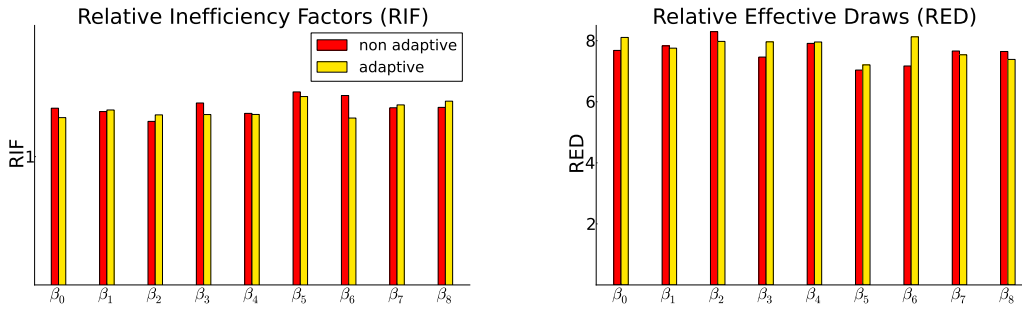 Relative Inefficiency Factors (RIF)
non adaptive
adaptive
RIF
1
β₀ β₁ β₂ β₃ β₄ β₅ β₆ β₇ β₈
Relative Effective Draws (RED)
8
6
4
2
RED
β₀ β₁ β₂ β₃ β₄ β₅ β₆ β₇ β₈